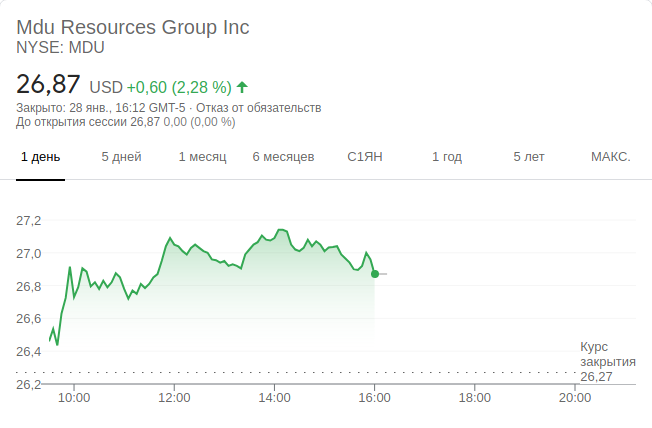 Mdu Resources Group Inc
NYSE: MDU
26,87 USD +0,60 (2,28 %)
Закрыто: 28 янв., 16:12 GMT-5 · Отказ от обязательств
До открытия сессии 26,87 0,00 (0,00 %)
1 день 5 дней 1 месяц 6 месяцев С1ЯН 1 год 5 лет МАКС.
27,2
27,0
26,8
26,6
26,4
26,2
Курс
закрытия
26,27
10:00 12:00 14:00 16:00 18:00 20:00